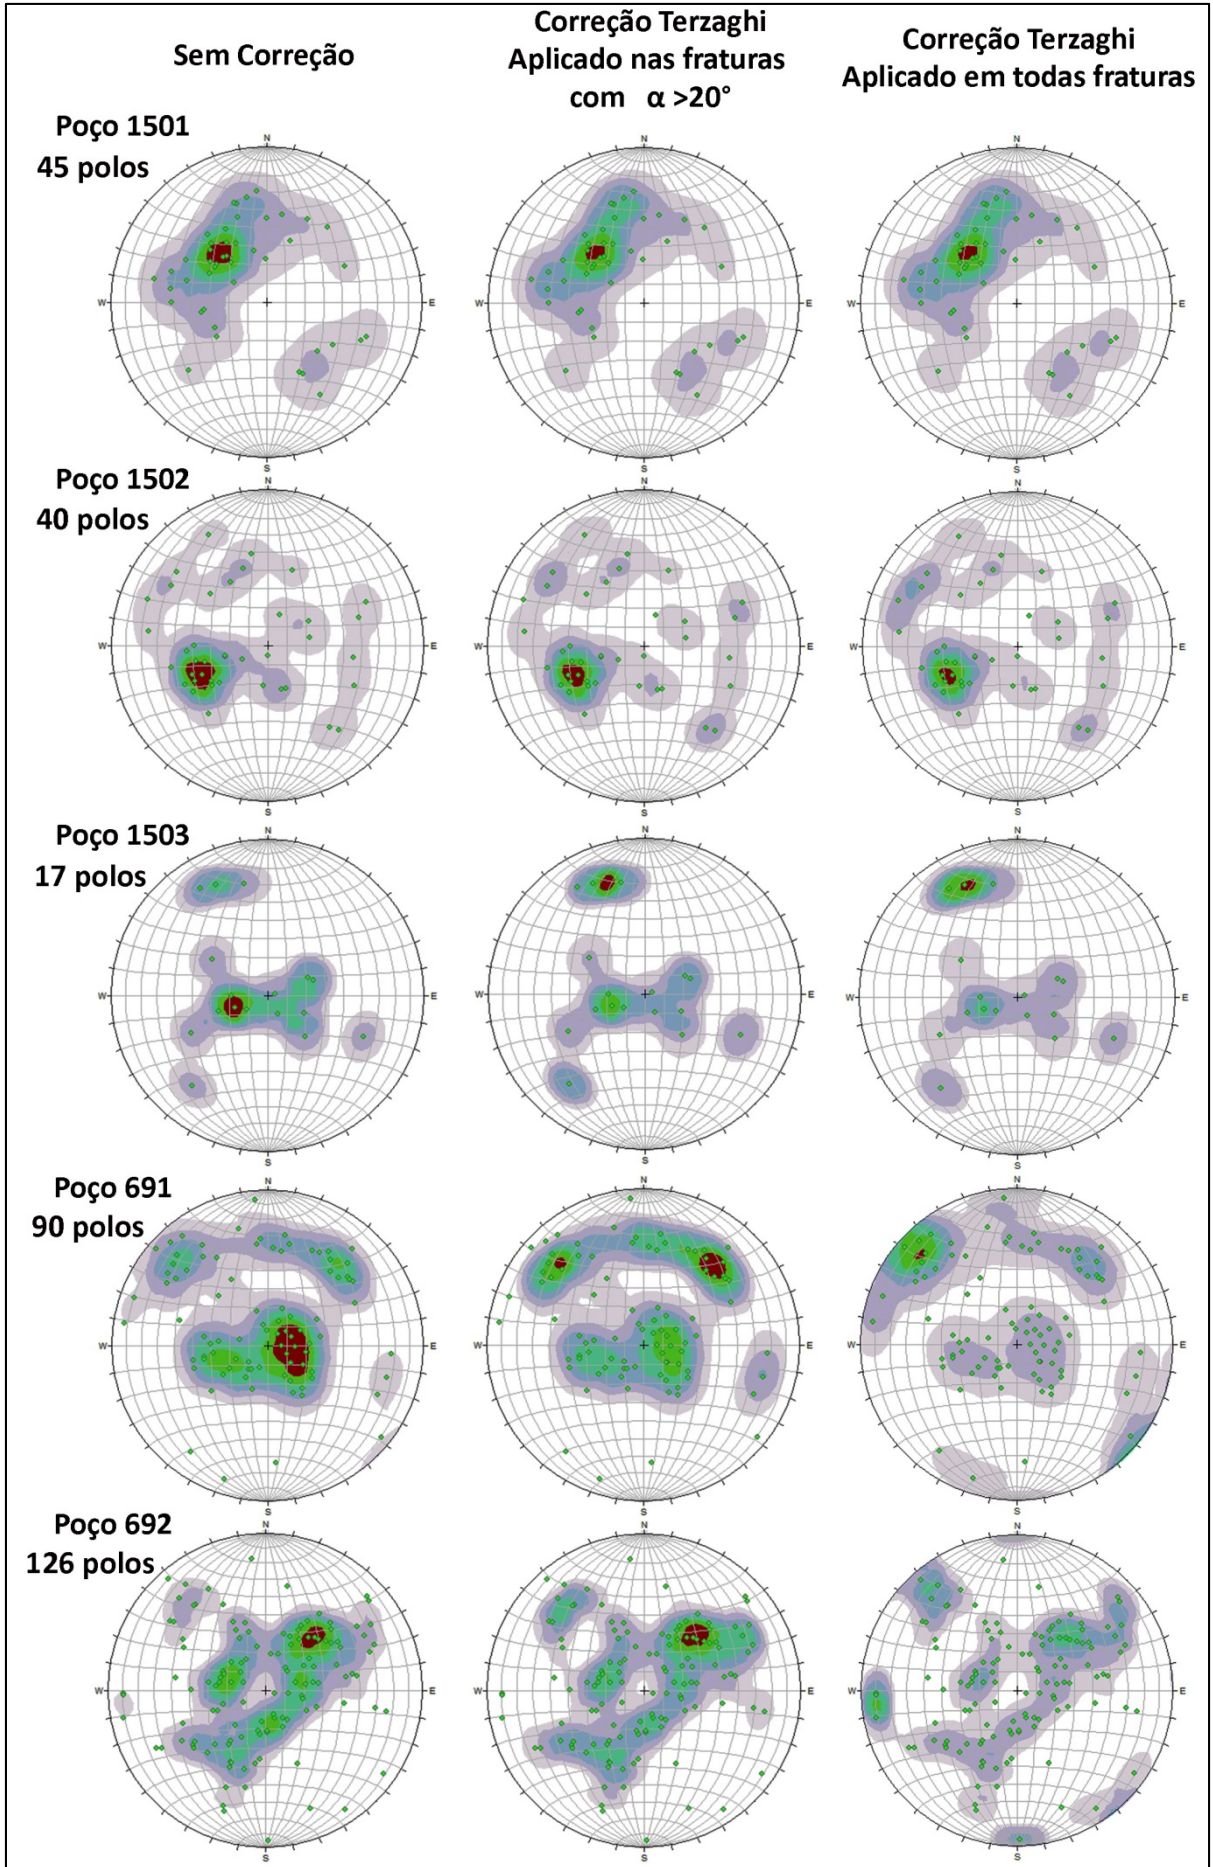 Sem Correção
Correção Terzaghi
Aplicado nas fraturas
com α >20°
Correção Terzaghi
Aplicado em todas fraturas
Poço 1501
45 polos
N
W
E
S
N
W
E
S
N
W
E
S
Poço 1502
40 polos
N
W
E
S
N
W
E
S
N
W
E
S
Poço 1503
17 polos
N
W
E
S
N
W
E
S
N
W
E
S
Poço 691
90 polos
N
W
E
S
N
W
E
S
N
W
E
S
Poço 692
126 polos
N
W
E
S
N
W
E
S
N
W
E
S